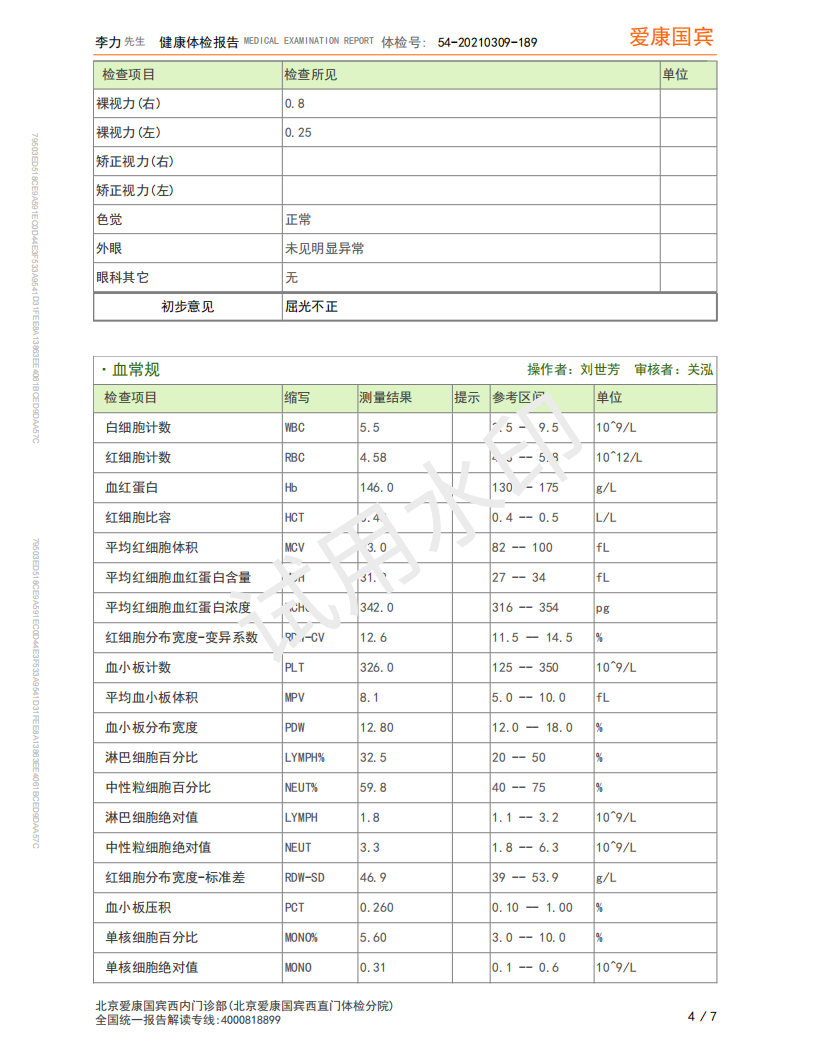 李力 先生 健康体检报告 MEDICAL EXAMINATION REPORT 体检号: 54-20210309-189 爱康国宾
检查项目 检查所见 单位
裸视力(右) 0.8
裸视力(左) 0.25
矫正视力(右)
矫正视力(左)
色觉 正常
外眼 未见明显异常
眼科其它 无
初步意见 屈光不正
·血常规 操作者: 刘世芳 审核者: 关泓
检查项目 缩写 测量结果 提示 参考区间 单位
白细胞计数 WBC 5.5 -- 9.5 10^9/L
红细胞计数 RBC 4.58 10^12/L
血红蛋白 Hb 146.0 130 -- 175 g/L
红细胞比容 HCT 0.4 -- 0.5 L/L
平均红细胞体积 MCV 82 -- 100 fL
平均红细胞血红蛋白含量 27 -- 34 fL
平均红细胞血红蛋白浓度 342.0 316 -- 354 pg
红细胞分布宽度-变异系数 RDW-CV 12.6 11.5 -- 14.5 %
血小板计数 PLT 326.0 125 -- 350 10^9/L
平均血小板体积 MPV 8.1 5.0 -- 10.0 fL
血小板分布宽度 PDW 12.80 12.0 -- 18.0 %
淋巴细胞百分比 LYMPH% 32.5 20 -- 50 %
中性粒细胞百分比 NEUT% 59.8 40 -- 75 %
淋巴细胞绝对值 LYMPH 1.8 1.1 -- 3.2 10^9/L
中性粒细胞绝对值 NEUT 3.3 1.8 -- 6.3 10^9/L
红细胞分布宽度-标准差 RDW-SD 46.9 39 -- 53.9 g/L
血小板压积 PCT 0.260 0.10 -- 1.00 %
单核细胞百分比 MONO% 5.60 3.0 -- 10.0 %
单核细胞绝对值 MONO 0.31 0.1 -- 0.6 10^9/L
试用水印
北京爱康国宾西内门诊部(北京爱康国宾西直门体检分院)
全国统一报告解读专线:4000818899
4 / 7